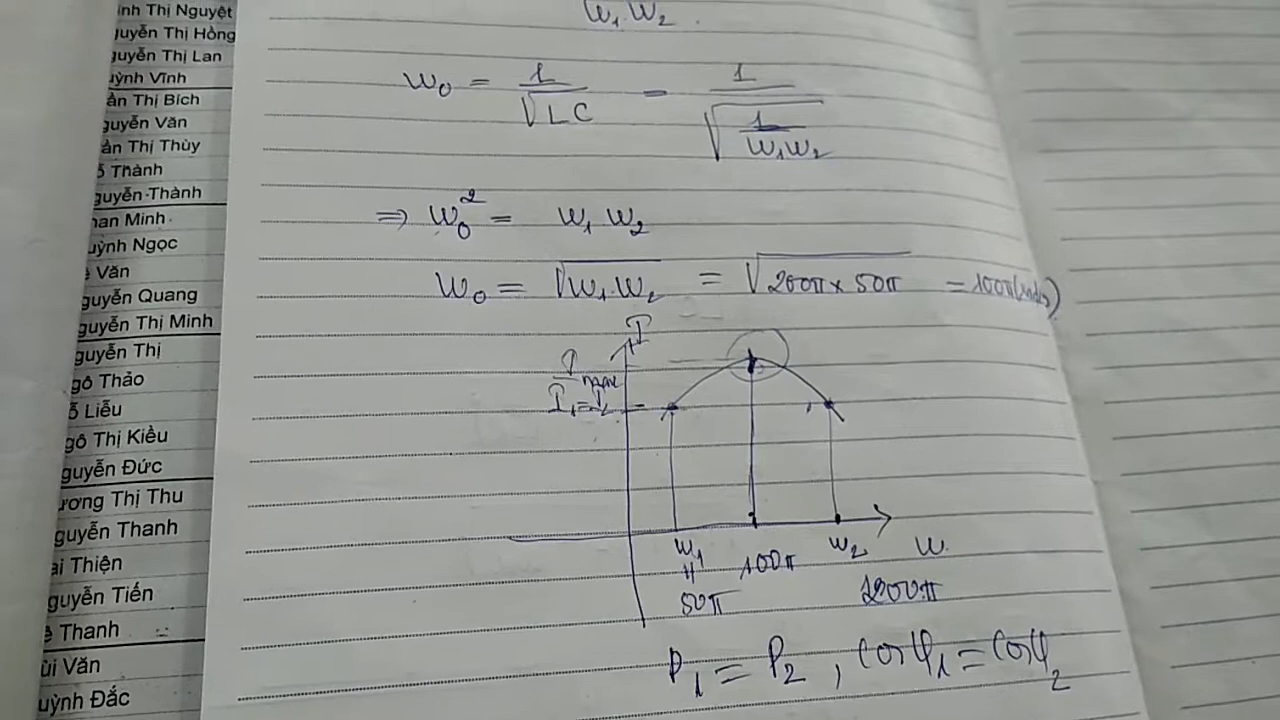 inh Thị Nguyệt
guyễn Thị Hồng
guyễn Thị Lan
uỳnh Vĩnh
ần Thị Bích
guyễn Văn
ần Thị Thùy
ỗ Thành
guyễn Thành
han Minh
uỳnh Ngọc
ê Văn
guyễn Quang
guyễn Thị Minh
guyễn Thị
gô Thảo
ỗ Liễu
gô Thị Kiều
guyễn Đức
ương Thị Thu
guyễn Thanh
ai Thiện
guyễn Tiến
ê Thanh
ùi Văn
uỳnh Đắc
W₁W₂
W₀ = 1/√LC = 1/√(1/W₁W₂)
⇒ W₀² = W₁ W₂
W₀ = √W₁.W₂ = √200π × 50π = 100π (rad/s)
I
I max
I₁ = I₂
W₁ 100π W₂ W
50π 200π
P₁ = P₂ , cosφ₁ = cosφ₂